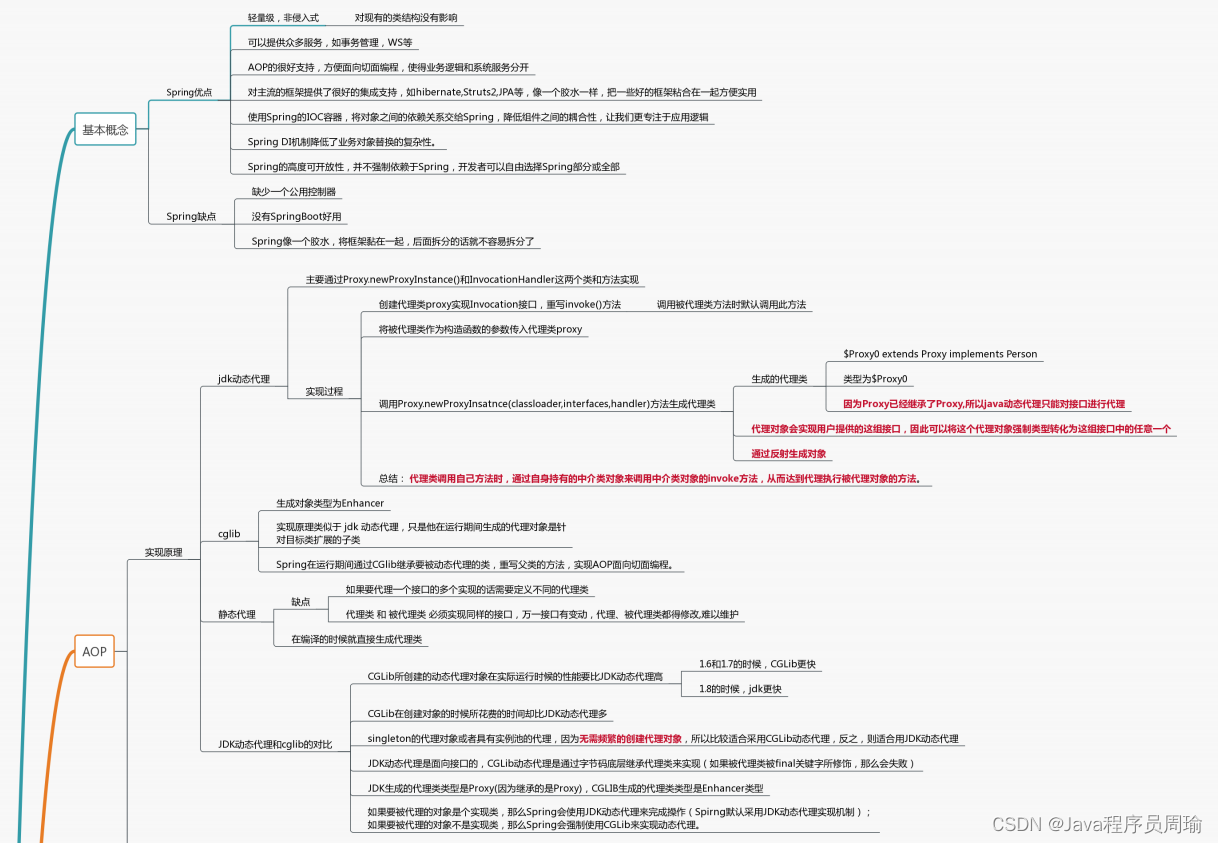 轻量级，非侵入式
对现有的类结构没有影响
可以提供众多服务，如事务管理，WS等
AOP的很好支持，方便面向切面编程，使得业务逻辑和系统服务分开
Spring优点
对主流的框架提供了很好的集成支持，如hibernate,Struts2,JPA等，像一个胶水一样，把一些好的框架粘合在一起方便实用
使用Spring的IOC容器，将对象之间的依赖关系交给Spring，降低组件之间的耦合性，让我们更专注于应用逻辑
基本概念
Spring DI机制降低了业务对象替换的复杂性。
Spring的高度可开放性，并不强制依赖于Spring，开发者可以自由选择Spring部分或全部
缺少一个公用控制器
Spring缺点
没有SpringBoot好用
Spring像一个胶水，将框架黏在一起，后面拆分的话就不容易拆分了
主要通过Proxy.newProxyInstance()和InvocationHandler这两个类和方法实现
创建代理类proxy实现Invocation接口，重写invoke()方法
调用被代理类方法时默认调用此方法
将被代理类作为构造函数的参数传入代理类proxy
$Proxy0 extends Proxy implements Person
jdk动态代理
生成的代理类
类型为$Proxy0
实现过程
调用Proxy.newProxyInsatnce(classloader,interfaces,handler)方法生成代理类
因为Proxy已经继承了Proxy,所以java动态代理只能对接口进行代理
代理对象会实现用户提供的这组接口，因此可以将这个代理对象强制类型转化为这组接口中的任意一个
通过反射生成对象
总结： 代理类调用自己方法时，通过自身持有的中介类对象来调用中介类对象的invoke方法，从而达到代理执行被代理对象的方法。
生成对象类型为Enhancer
cglib
实现原理类似于 jdk 动态代理，只是他在运行期间生成的代理对象是针
对目标类扩展的子类
实现原理
Spring在运行期间通过CGlib继承要被动态代理的类，重写父类的方法，实现AOP面向切面编程。
如果要代理一个接口的多个实现的话需要定义不同的代理类
缺点
静态代理
代理类 和 被代理类 必须实现同样的接口，万一接口有变动，代理、被代理类都得修改,难以维护
在编译的时候就直接生成代理类
AOP
1.6和1.7的时候，CGLib更快
CGLib所创建的动态代理对象在实际运行时候的性能要比JDK动态代理高
1.8的时候，jdk更快
CGLib在创建对象的时候所花费的时间却比JDK动态代理多
singleton的代理对象或者具有实例池的代理，因为无需频繁的创建代理对象，所以比较适合采用CGLib动态代理，反之，则适合用JDK动态代理
JDK动态代理和cglib的对比
JDK动态代理是面向接口的，CGLib动态代理是通过字节码底层继承代理类来实现（如果被代理类被final关键字所修饰，那么会失败）
JDK生成的代理类类型是Proxy(因为继承的是Proxy)，CGLIB生成的代理类类型是Enhancer类型
如果要被代理的对象是个实现类，那么Spring会使用JDK动态代理来完成操作（Spirng默认采用JDK动态代理实现机制）；
如果要被代理的对象不是实现类，那么Spring会强制使用CGLib来实现动态代理。
CSDN @Java程序员周瑜